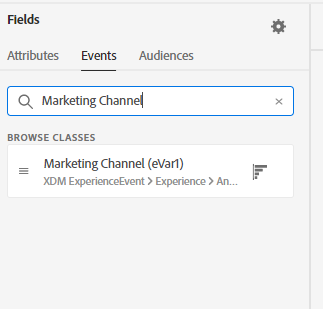 Fields
Attributes Events Audiences
Marketing Channel
BROWSE CLASSES
Marketing Channel (eVar1)
XDM ExperienceEvent > Experience > An...